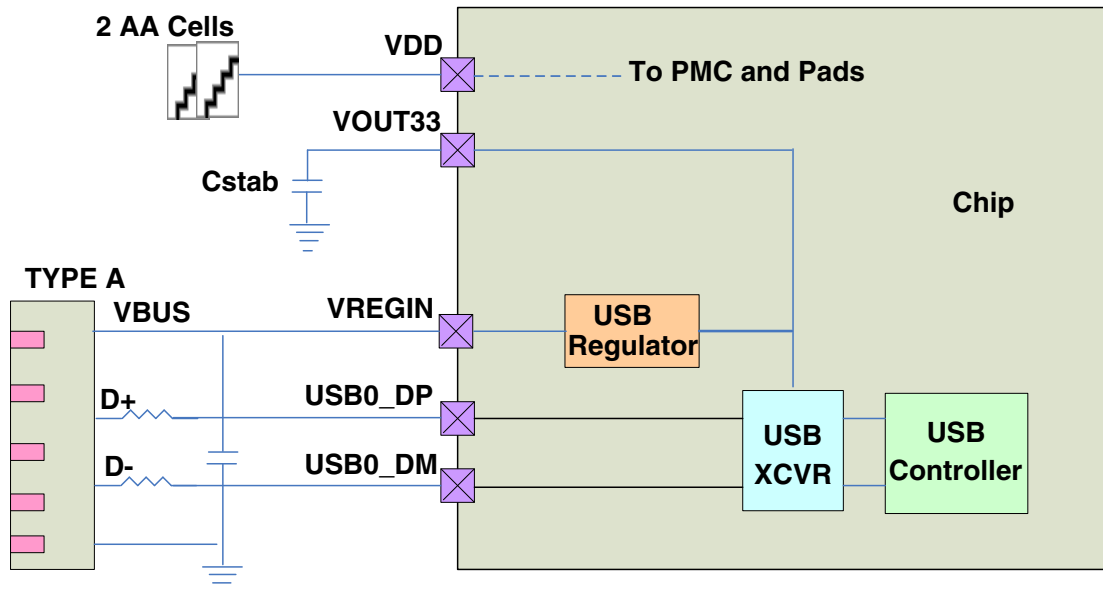 2 AA Cells
VDD
To PMC and Pads
VOUT33
Cstab
Chip
TYPE A
VBUS
VREGIN
USB
Regulator
D+
USB0_DP
D-
USB0_DM
USB
XCVR
USB
Controller